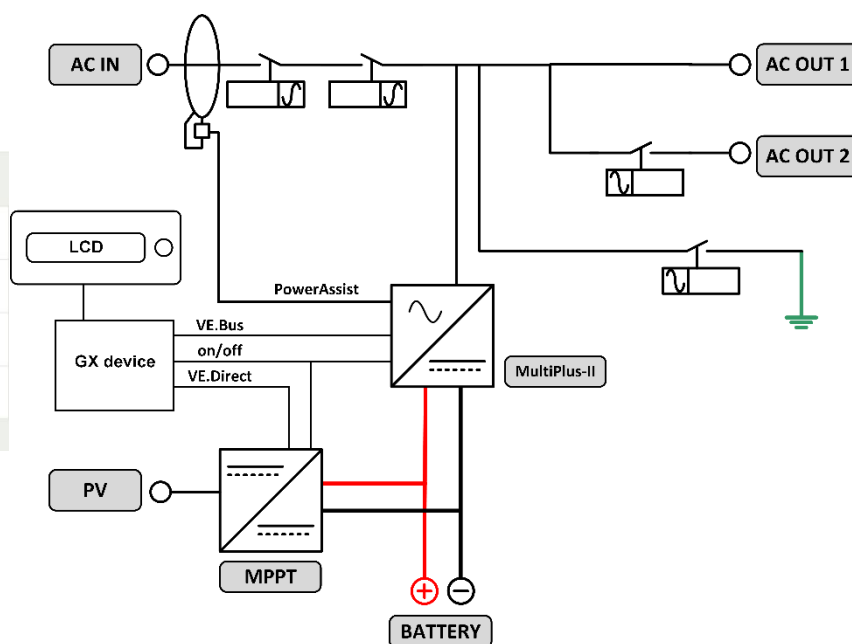 AC IN
AC OUT 1
AC OUT 2
LCD
PowerAssist
VE.Bus
on/off
GX device
VE.Direct
MultiPlus-II
PV
MPPT
BATTERY